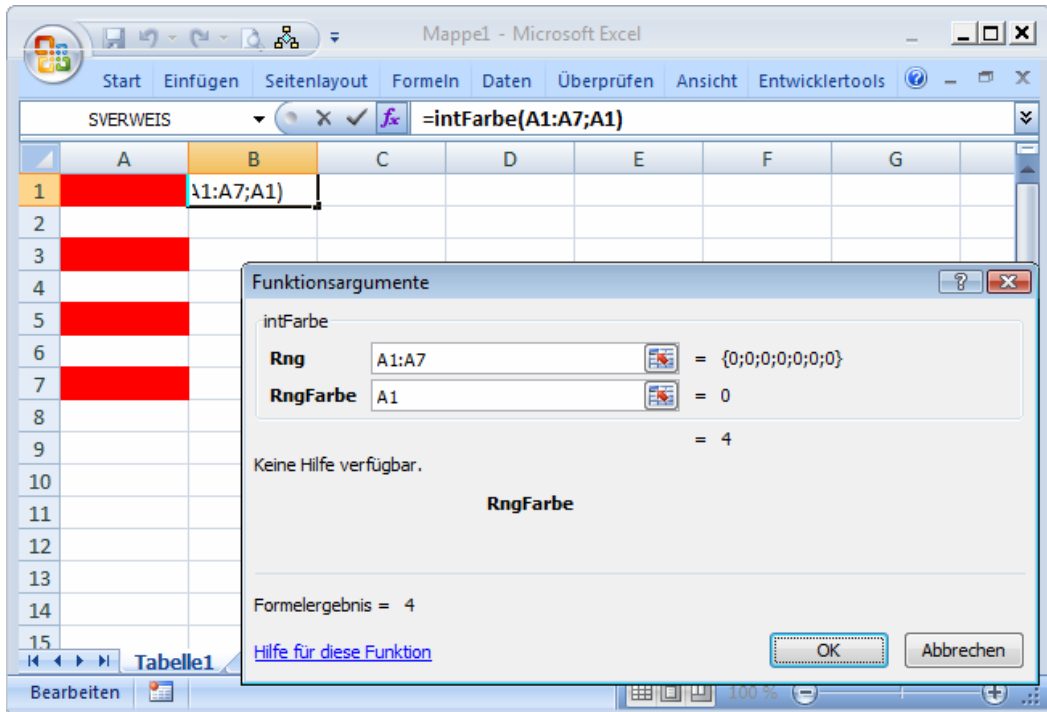 Mappe1 - Microsoft Excel
Start Einfügen Seitenlayout Formeln Daten Überprüfen Ansicht Entwicklertools
SVERWEIS fx =intFarbe(A1:A7;A1)
A B C D E F G
1 A1:A7;A1)
2
3
4
5
6
7
8
9
10
11
12
13
14
15
Funktionsargumente
intFarbe
Rng A1:A7 = {0;0;0;0;0;0;0}
RngFarbe A1 = 0
= 4
Keine Hilfe verfügbar.
RngFarbe
Formelergebnis = 4
Hilfe für diese Funktion OK Abbrechen
Tabelle1
Bearbeiten 100 %